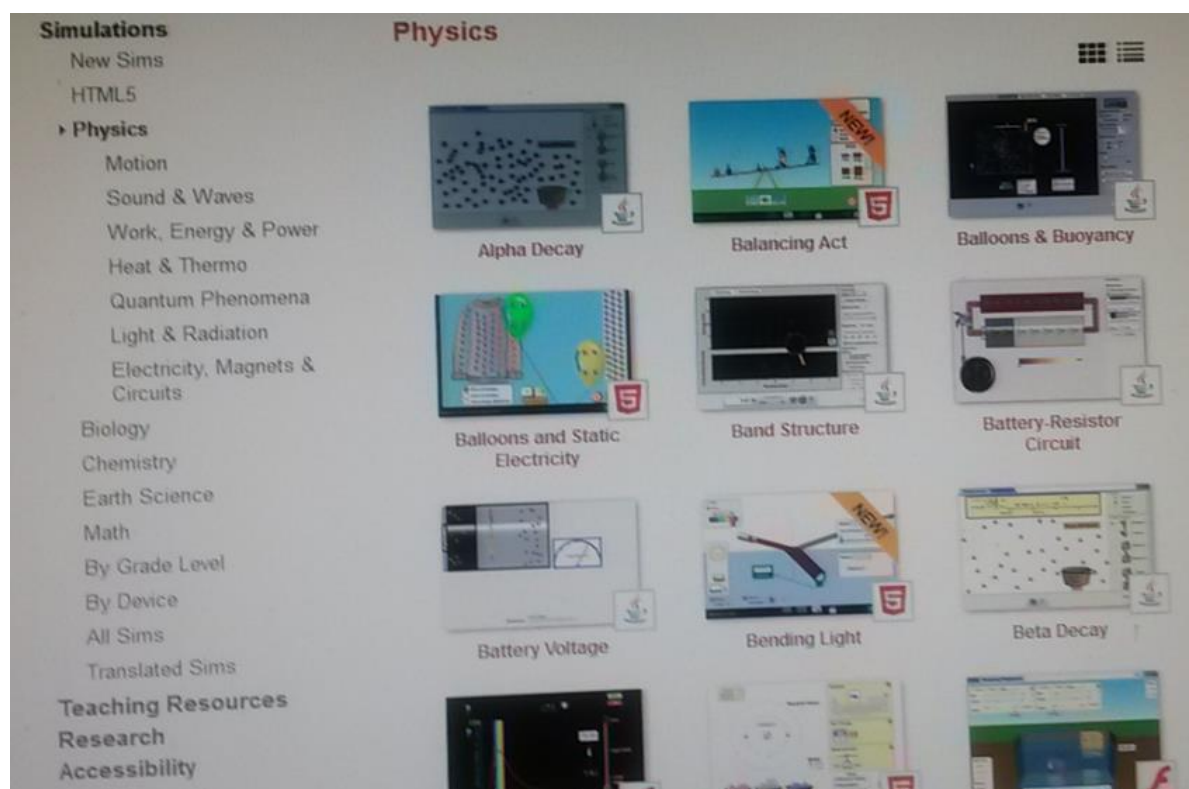 Simulations
New Sims
HTML5
Physics
Motion
Sound & Waves
Work, Energy & Power
Heat & Thermo
Quantum Phenomena
Light & Radiation
Electricity, Magnets &
Circuits
Biology
Chemistry
Earth Science
Math
By Grade Level
By Device
All Sims
Translated Sims
Teaching Resources
Research
Accessibility
Physics
NEW!
Alpha Decay
Balancing Act
Balloons & Buoyancy
Balloons and Static
Electricity
Band Structure
Battery-Resistor
Circuit
NEW!
Battery Voltage
Bending Light
Beta Decay